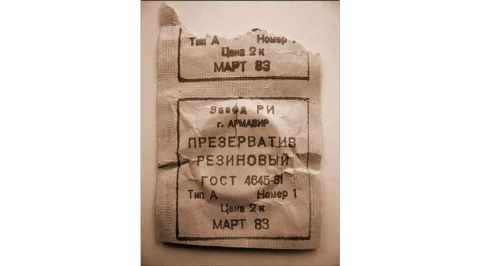 Тип А Номер 1
Цена 2 к
МАРТ 83
Завод РИ
г. АРМАВИР
ПРЕЗЕРВАТИВ
РЕЗИНОВЫЙ
ГОСТ 4645-81
Тип А Номер 1
Цена 2 к
МАРТ 83